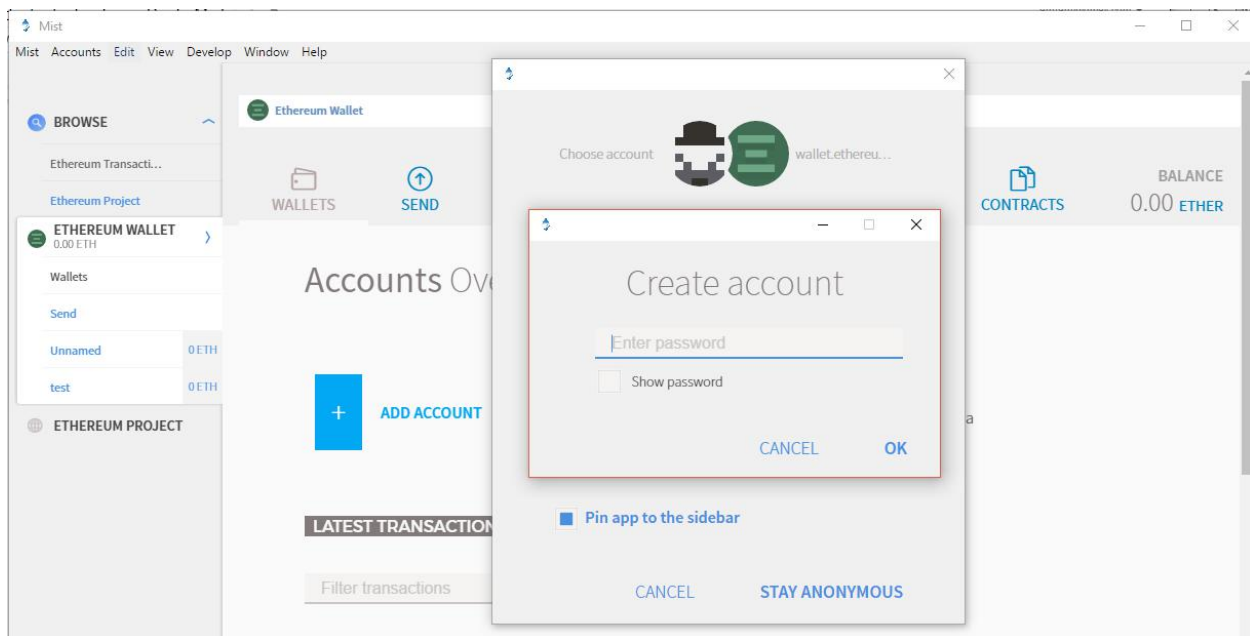 Mist
Mist Accounts Edit View Develop Window Help
BROWSE
Ethereum Transacti...
Ethereum Project
ETHEREUM WALLET
0.00 ETH
Wallets
Send
Unnamed 0 ETH
test 0 ETH
ETHEREUM PROJECT
Ethereum Wallet
WALLETS SEND
CONTRACTS
BALANCE
0.00 ETHER
Accounts Ove
ADD ACCOUNT
LATEST TRANSACTION
Filter transactions
Choose account wallet.ethereu...
Create account
Enter password
Show password
CANCEL OK
a
Pin app to the sidebar
CANCEL STAY ANONYMOUS